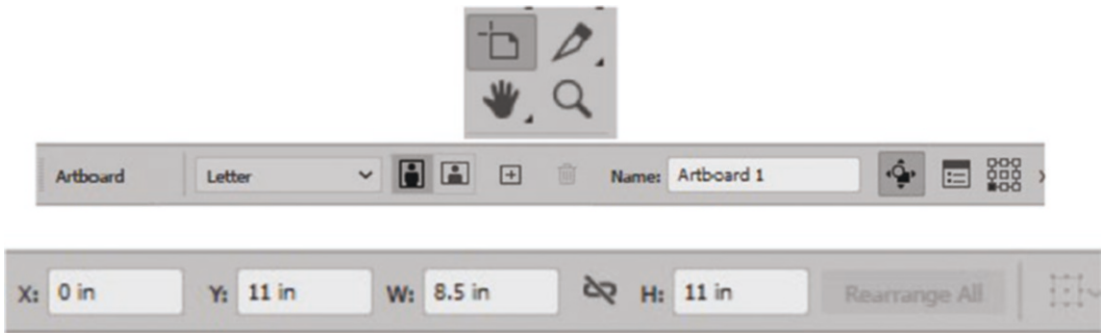 Artboard Letter Name: Artboard 1
X: 0 in Y: 11 in W: 8.5 in H: 11 in Rearrange All